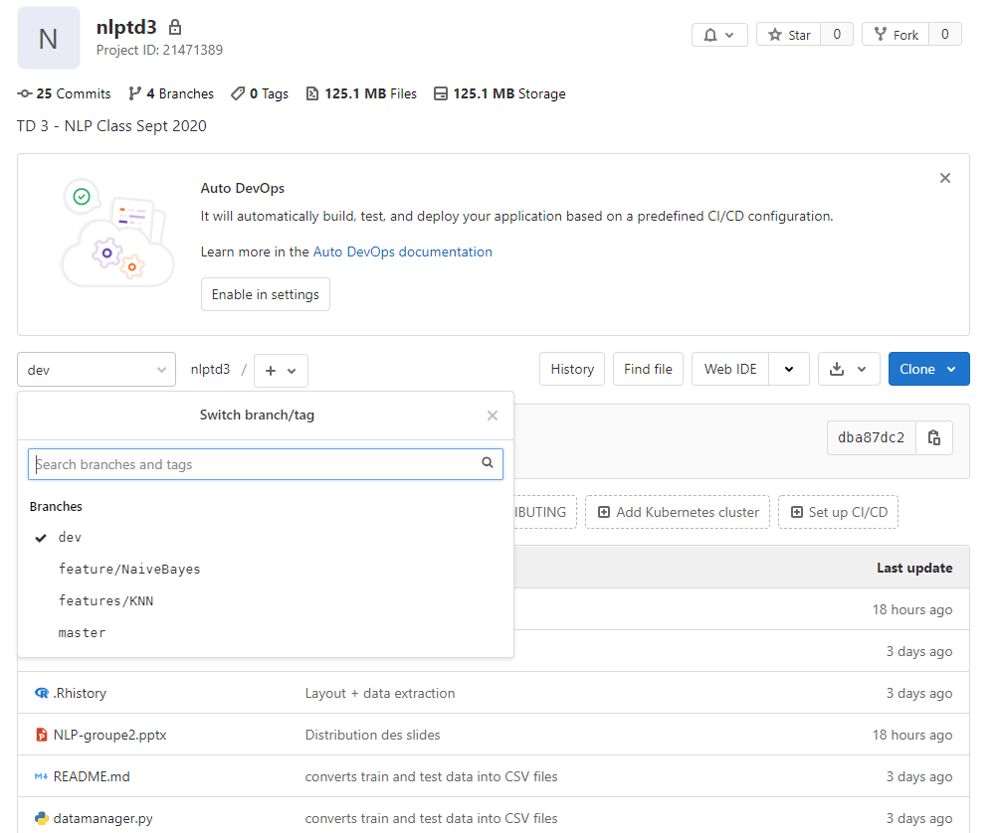 N
nlptd3
Project ID: 21471389
Star 0
Fork 0
25 Commits 4 Branches 0 Tags 125.1 MB Files 125.1 MB Storage
TD 3 - NLP Class Sept 2020
Auto DevOps
It will automatically build, test, and deploy your application based on a predefined CI/CD configuration.
Learn more in the Auto DevOps documentation
Enable in settings
dev nlptd3 / + History Find file Web IDE Clone
Switch branch/tag
Search branches and tags
Branches
dev
feature/NaiveBayes
features/KNN
master
dba87dc2
IBUTING Add Kubernetes cluster Set up CI/CD
Last update
18 hours ago
3 days ago
.Rhistory Layout + data extraction 3 days ago
NLP-groupe2.pptx Distribution des slides 18 hours ago
README.md converts train and test data into CSV files 3 days ago
datamanager.py converts train and test data into CSV files 3 days ago